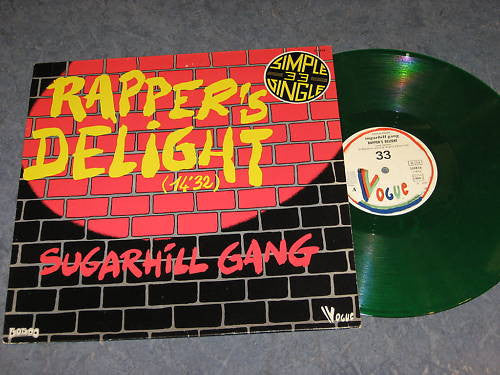 SIMPLE
33
SINGLE
RAPPER'S
DELIGHT
(14'32)
SUGARHILL GANG
VOGUE
sugarhill gang
RAPPER'S DELIGHT
33
A
VOGUE